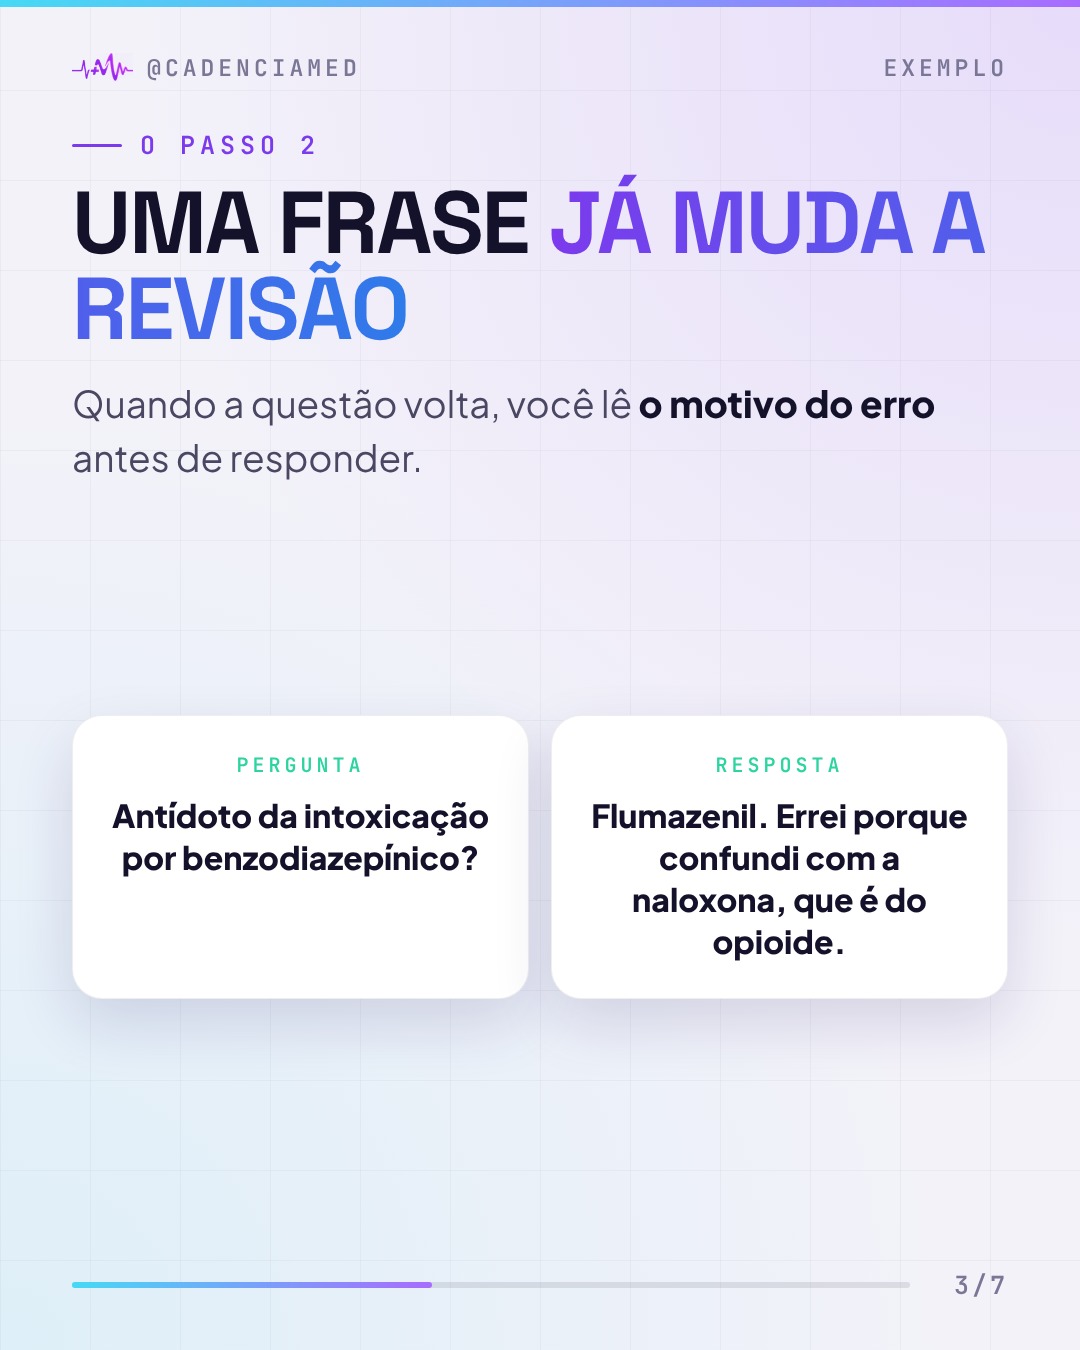 @CADENCIAMED
EXEMPLO
O PASSO 2
UMA FRASE JÁ MUDA A
REVISÃO
Quando a questão volta, você lê o motivo do erro
antes de responder.
PERGUNTA
Antídoto da intoxicação
por benzodiazepínico?
RESPOSTA
Flumazenil. Errei porque
confundi com a
naloxona, que é do
opioide.
3/7